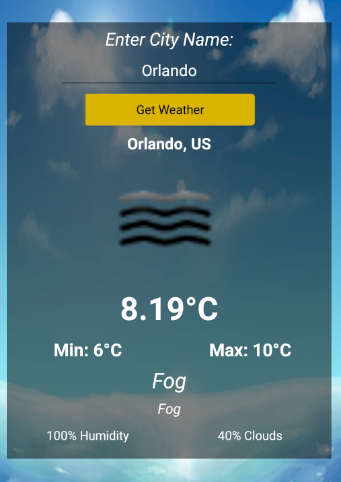 Enter City Name:
Orlando
Get Weather
Orlando, US
8.19°C
Min: 6°C Max: 10°C
Fog
Fog
100% Humidity 40% Clouds